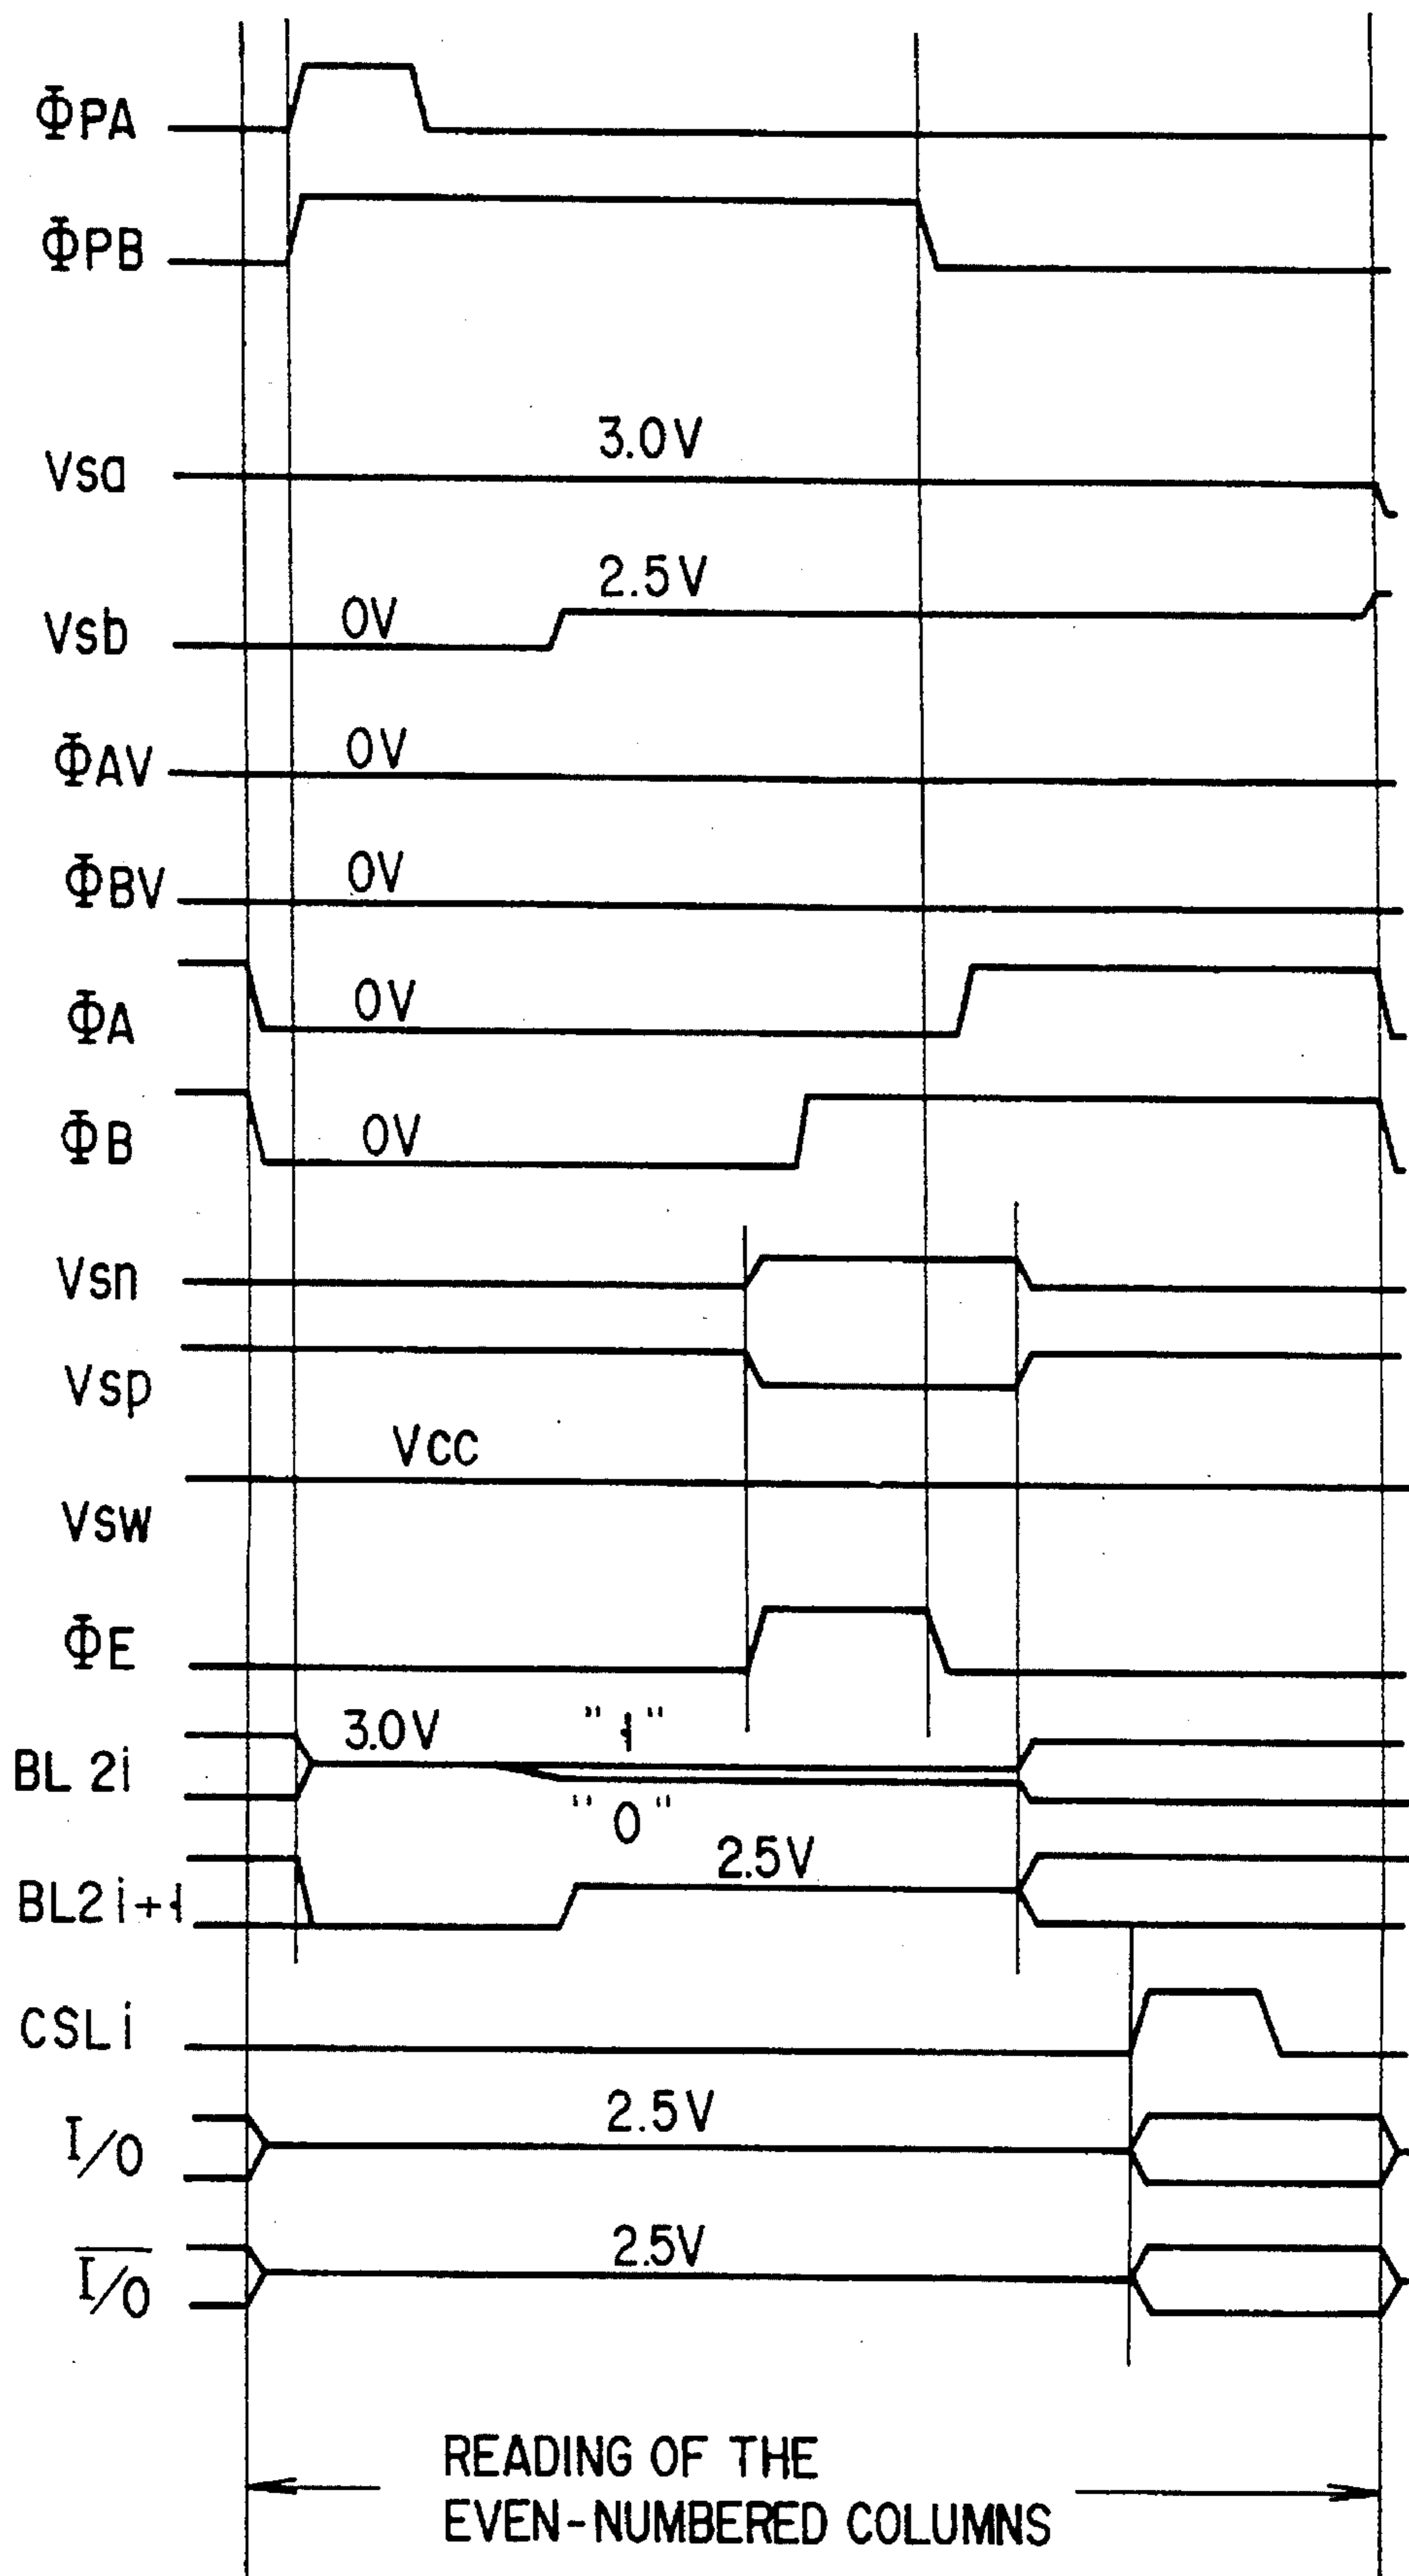 ΦPA
ΦPB
3.0V
Vsa
2.5V
0V
Vsb
0V
ΦAV
0V
ΦBV
0V
ΦA
0V
ΦB
Vsn
Vsp
Vcc
Vsw
ΦE
3.0V "1"
BL 2i
"0"
2.5V
BL2i+1
CSLi
2.5V
I/O
2.5V
I/O
READING OF THE
EVEN-NUMBERED COLUMNS